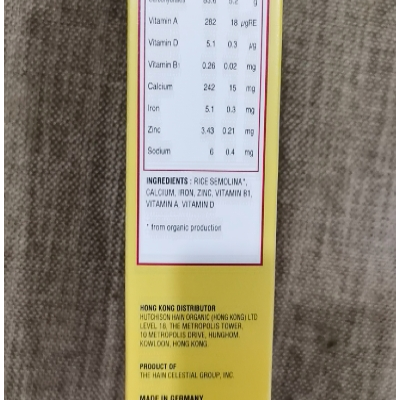 Vitamin A 282 18 µgRE
Vitamin D 5.1 0.3 µg
Vitamin B1 0.26 0.02 mg
Calcium 242 15 mg
Iron 5.1 0.3 mg
Zinc 3.43 0.21 mg
Sodium 6 0.4 mg
INGREDIENTS : RICE SEMOLINA*,
CALCIUM, IRON, ZINC, VITAMIN B1,
VITAMIN A, VITAMIN D
* from organic production
HONG KONG DISTRIBUTOR
HUTCHISON HAIN ORGANIC (HONG KONG) LTD
LEVEL 18, THE METROPOLIS TOWER,
10 METROPOLIS DRIVE, HUNGHOM,
KOWLOON, HONG KONG
PRODUCT OF
THE HAIN CELESTIAL GROUP, INC.
MADE IN GERMANY